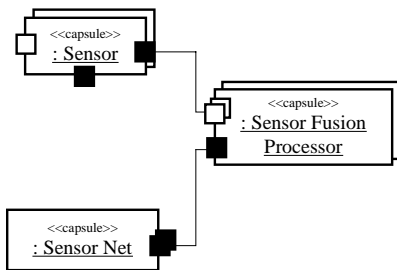 <<capsule>>
: Sensor
<<capsule>>
: Sensor Fusion
Processor
<<capsule>>
: Sensor Net